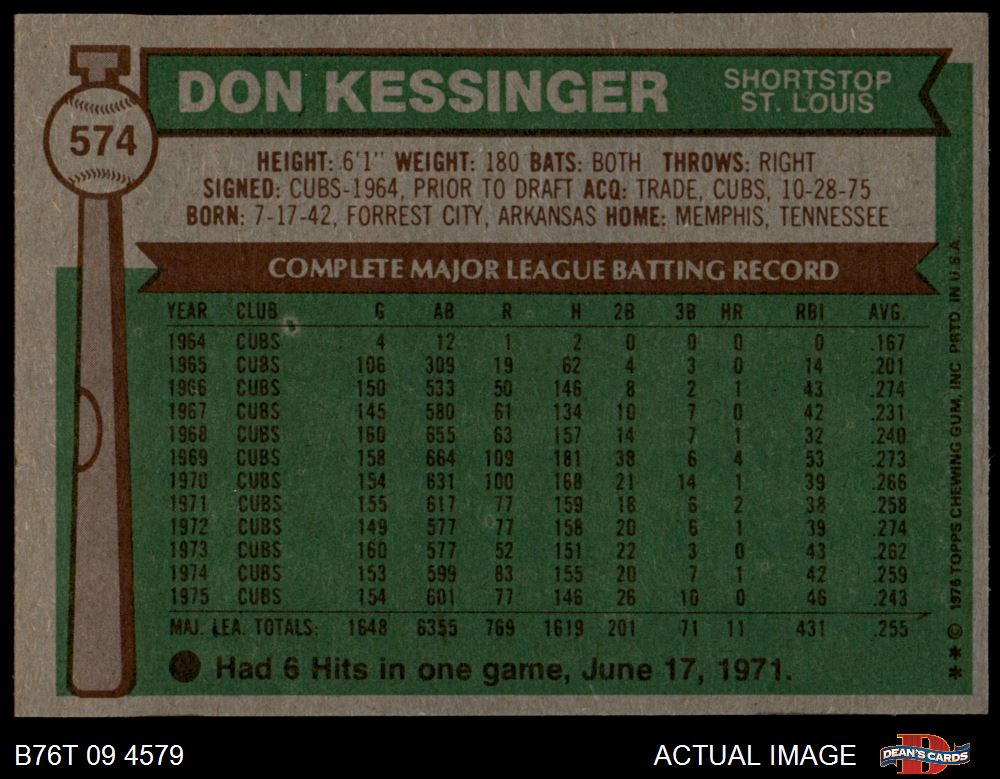 574
DON KESSINGER
SHORTSTOP
ST. LOUIS
HEIGHT: 6'1" WEIGHT: 180 BATS: BOTH THROWS: RIGHT
SIGNED: CUBS-1964, PRIOR TO DRAFT ACQ: TRADE, CUBS, 10-28-75
BORN: 7-17-42, FORREST CITY, ARKANSAS HOME: MEMPHIS, TENNESSEE
COMPLETE MAJOR LEAGUE BATTING RECORD
YEAR CLUB G AB R H 2B 3B HR RBI AVG.
1964 CUBS 4 12 1 2 0 0 0 0 .167
1965 CUBS 106 309 19 62 4 3 0 14 .201
1966 CUBS 150 533 50 146 8 2 1 43 .274
1967 CUBS 145 580 61 134 10 7 0 42 .231
1968 CUBS 160 655 63 157 14 7 1 32 .240
1969 CUBS 158 664 109 181 38 6 4 53 .273
1970 CUBS 154 631 100 168 21 14 1 39 .266
1971 CUBS 155 617 77 159 18 6 2 38 .258
1972 CUBS 149 577 77 158 20 6 1 39 .274
1973 CUBS 160 577 52 151 22 3 0 43 .262
1974 CUBS 153 599 83 155 20 7 1 42 .259
1975 CUBS 154 601 77 146 26 10 0 46 .243
MAJ. LEA. TOTALS: 1648 6355 769 1619 201 71 11 431 .255
Had 6 Hits in one game, June 17, 1971.
**© 1976 TOPPS CHEWING GUM, INC PRTD IN U.S.A.
B76T 09 4579
ACTUAL IMAGE
D
DEAN'S CARDS